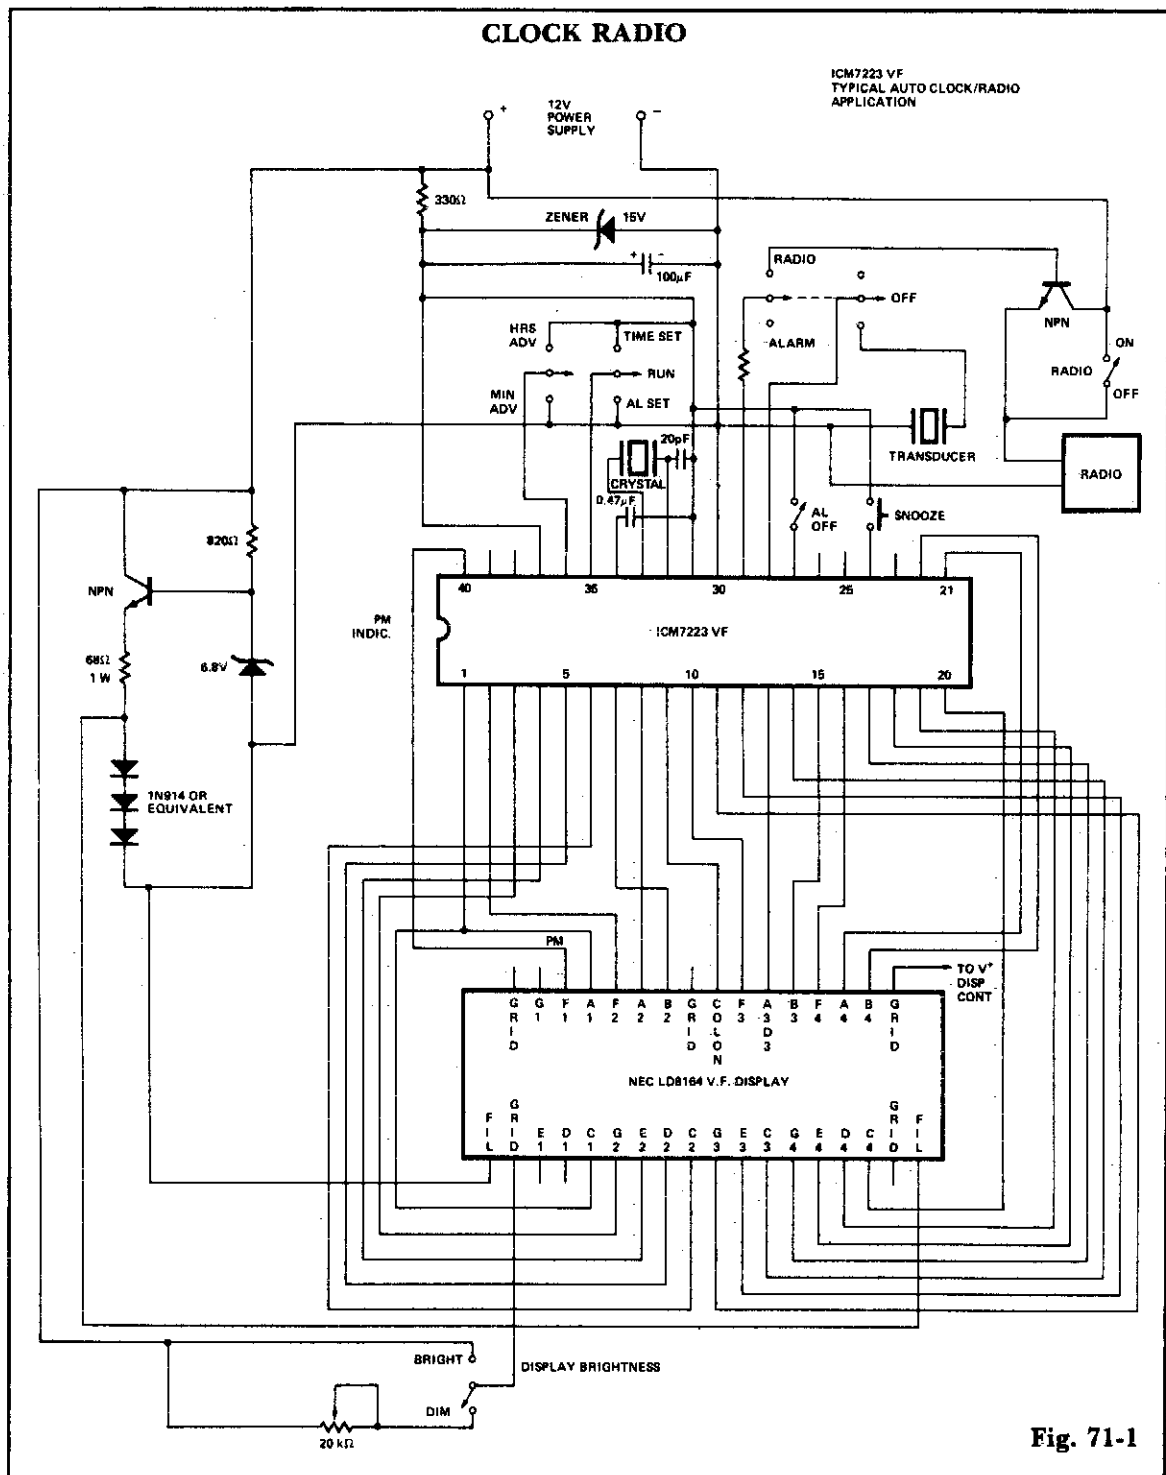 CLOCK RADIO
ICM7223 VF
TYPICAL AUTO CLOCK/RADIO
APPLICATION
+
12V
POWER
SUPPLY
−
330Ω
ZENER
15V
+
−
100μF
RADIO
OFF
ALARM
NPN
ON
RADIO
OFF
HRS
ADV
TIME SET
RUN
MIN
ADV
AL SET
20pF
CRYSTAL
0.47μF
TRANSDUCER
RADIO
AL
OFF
SNOOZE
820Ω
NPN
68Ω
1 W
6.8V
PM
INDIC.
40
35
30
25
21
ICM7223 VF
1
5
10
15
20
1N914 OR
EQUIVALENT
PM
TO V+
DISP
CONT
GRID
G1
F1
A1
F2
A2
B2
GRID
COLON
F3
A3D3
B3
F4
A4
B4
GRID
NEC LD8164 V.F. DISPLAY
FIL
GRID
E1
D1
C1
G2
E2
D2
C2
G3
E3
C3
G4
E4
D4
C4
GRID
FIL
BRIGHT
DISPLAY BRIGHTNESS
DIM
20 kΩ
Fig. 71-1